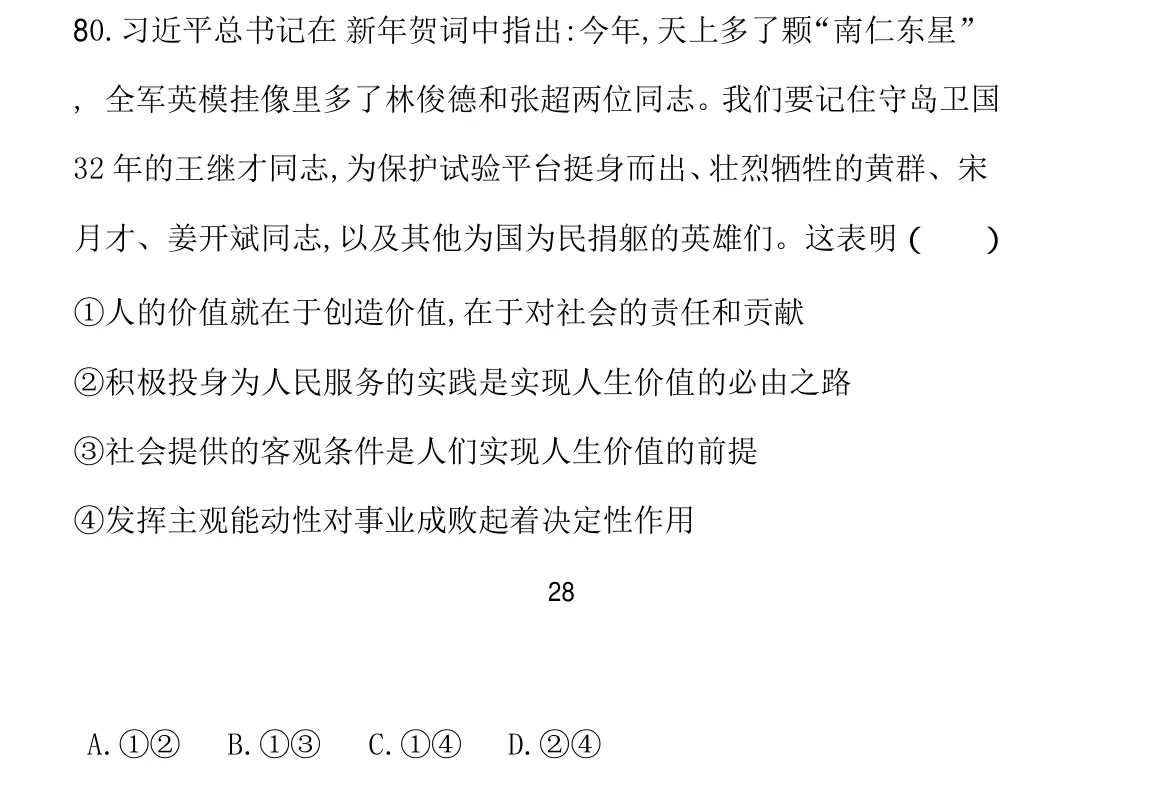 80.习近平总书记在 新年贺词中指出:今年,天上多了颗“南仁东星”
, 全军英模挂像里多了林俊德和张超两位同志。我们要记住守岛卫国
32 年的王继才同志,为保护试验平台挺身而出、壮烈牺牲的黄群、宋
月才、姜开斌同志,以及其他为国为民捐躯的英雄们。这表明 (  )
①人的价值就在于创造价值,在于对社会的责任和贡献
②积极投身为人民服务的实践是实现人生价值的必由之路
③社会提供的客观条件是人们实现人生价值的前提
④发挥主观能动性对事业成败起着决定性作用
28
A.①② B.①③ C.①④ D.②④